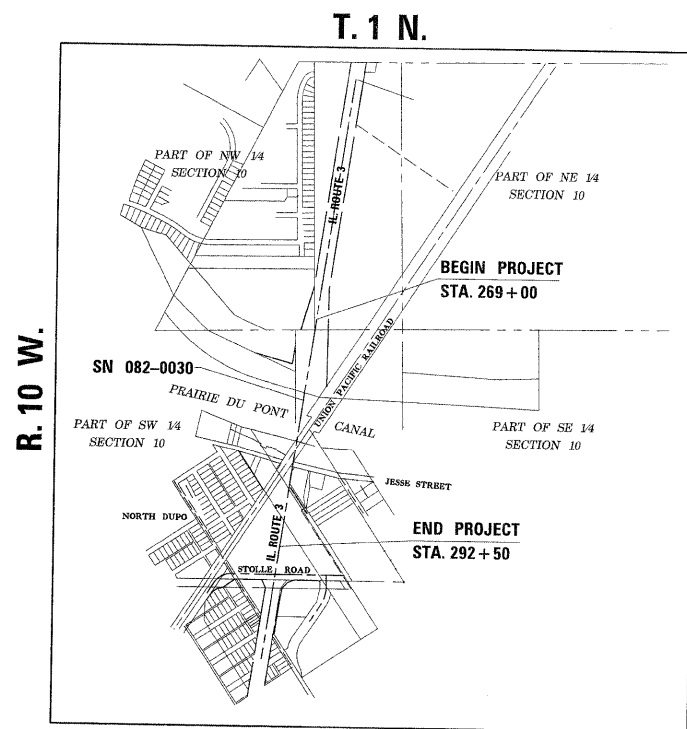 T. 1 N.
R. 10 W.
PART OF NW 1/4
SECTION 10
IL. ROUTE 3
PART OF NE 1/4
SECTION 10
BEGIN PROJECT
STA. 269+00
SN 082-0030
UNION PACIFIC RAILROAD
PRAIRIE DU PONT CANAL
PART OF SW 1/4
SECTION 10
PART OF SE 1/4
SECTION 10
JESSE STREET
NORTH DUPO
IL. ROUTE 3
END PROJECT
STA. 292+50
STOLLE ROAD